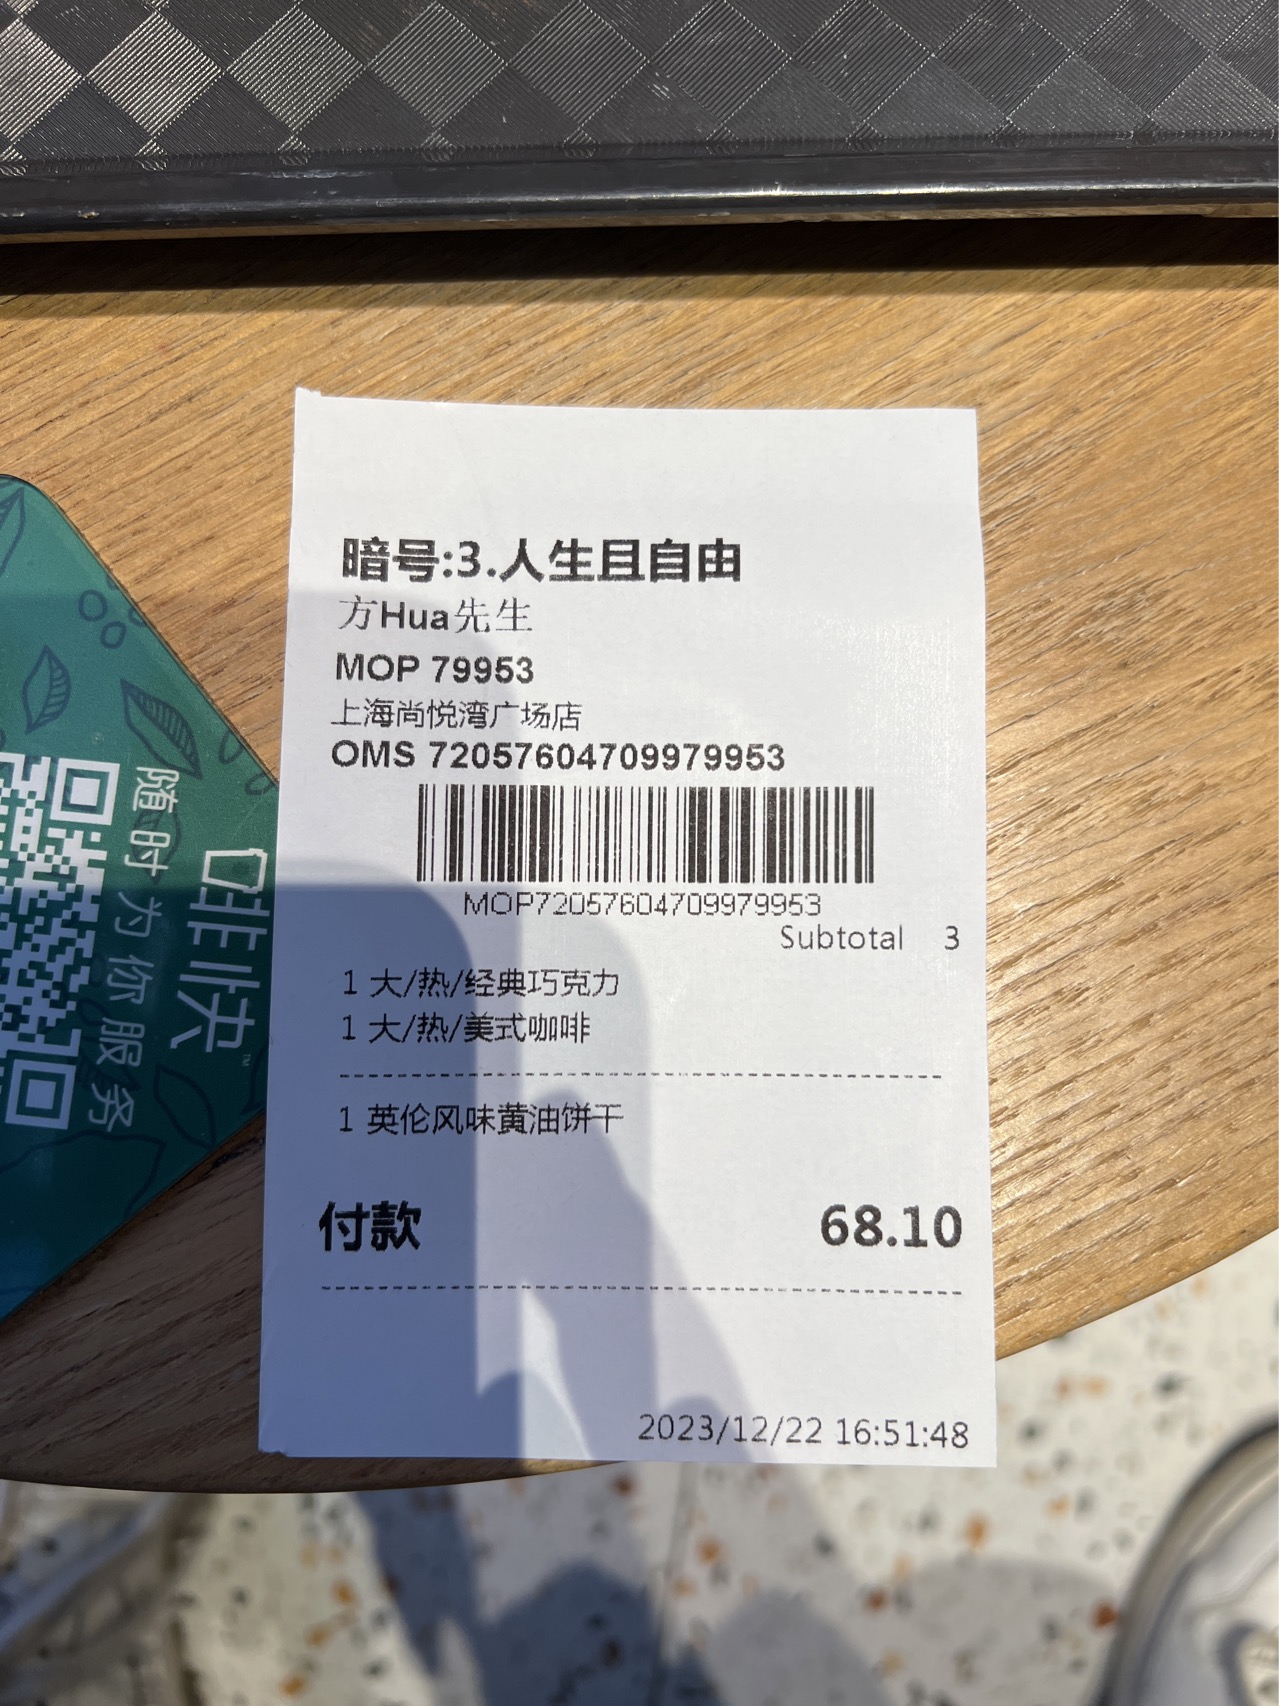 暗号:3.人生且自由
方Hua先生
MOP 79953
上海尚悦湾广场店
OMS 72057604709979953
MOP72057604709979953
Subtotal 3
1 大/热/经典巧克力
1 大/热/美式咖啡
1 英伦风味黄油饼干
付款 68.10
2023/12/22 16:51:48
啡快™
随时为你服务